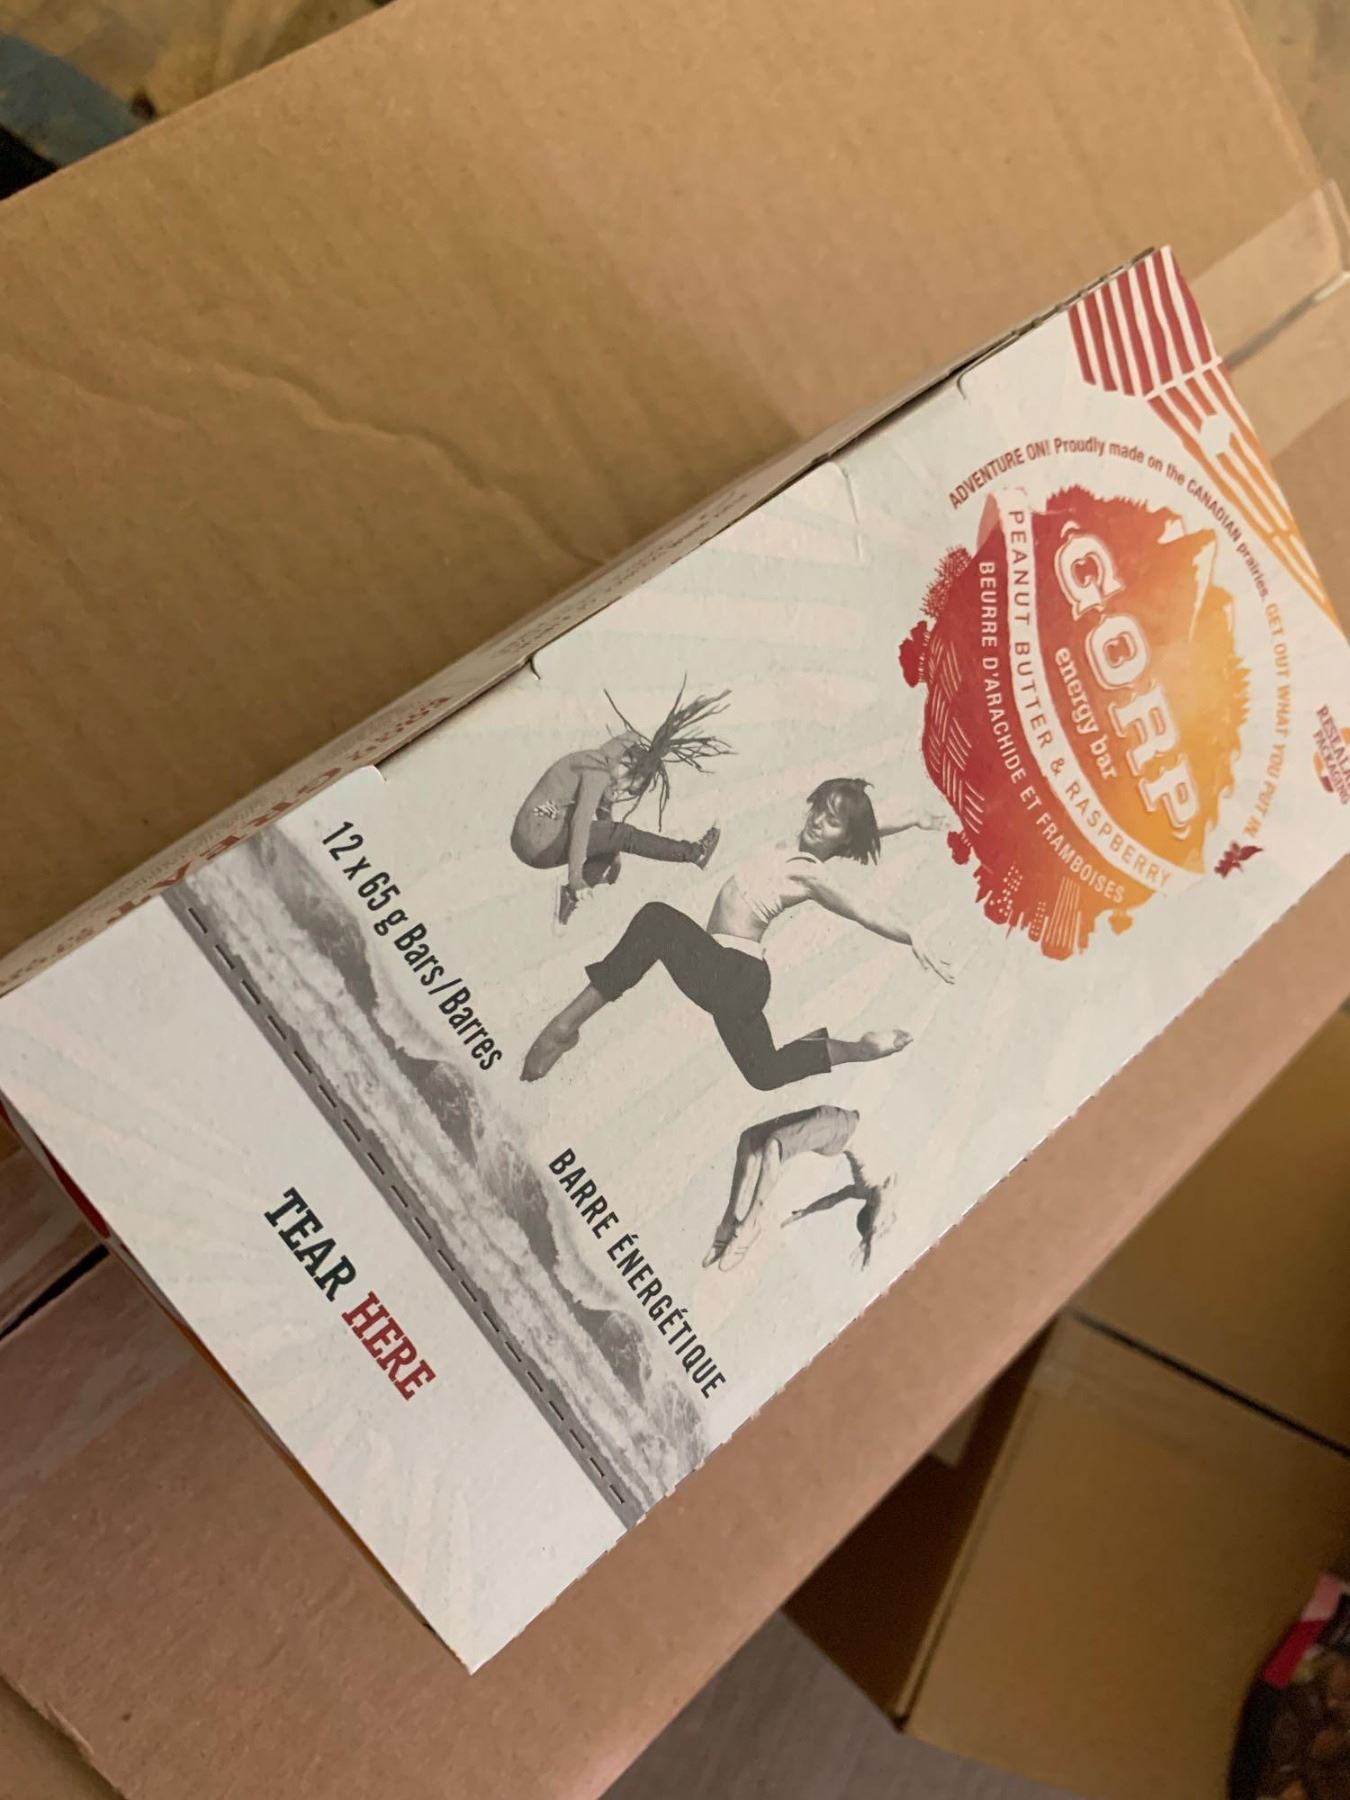 ADVENTURE ON! Proudly made on the CANADIAN prairies. GET OUT WHAT YOU PUT IN.
GORP
energy bar
PEANUT BUTTER & RASPBERRY
BEURRE D'ARACHIDE ET FRAMBOISES
PACKAGING
12 x 65 g Bars/Barres
BARRE ÉNERGÉTIQUE
TEAR HERE